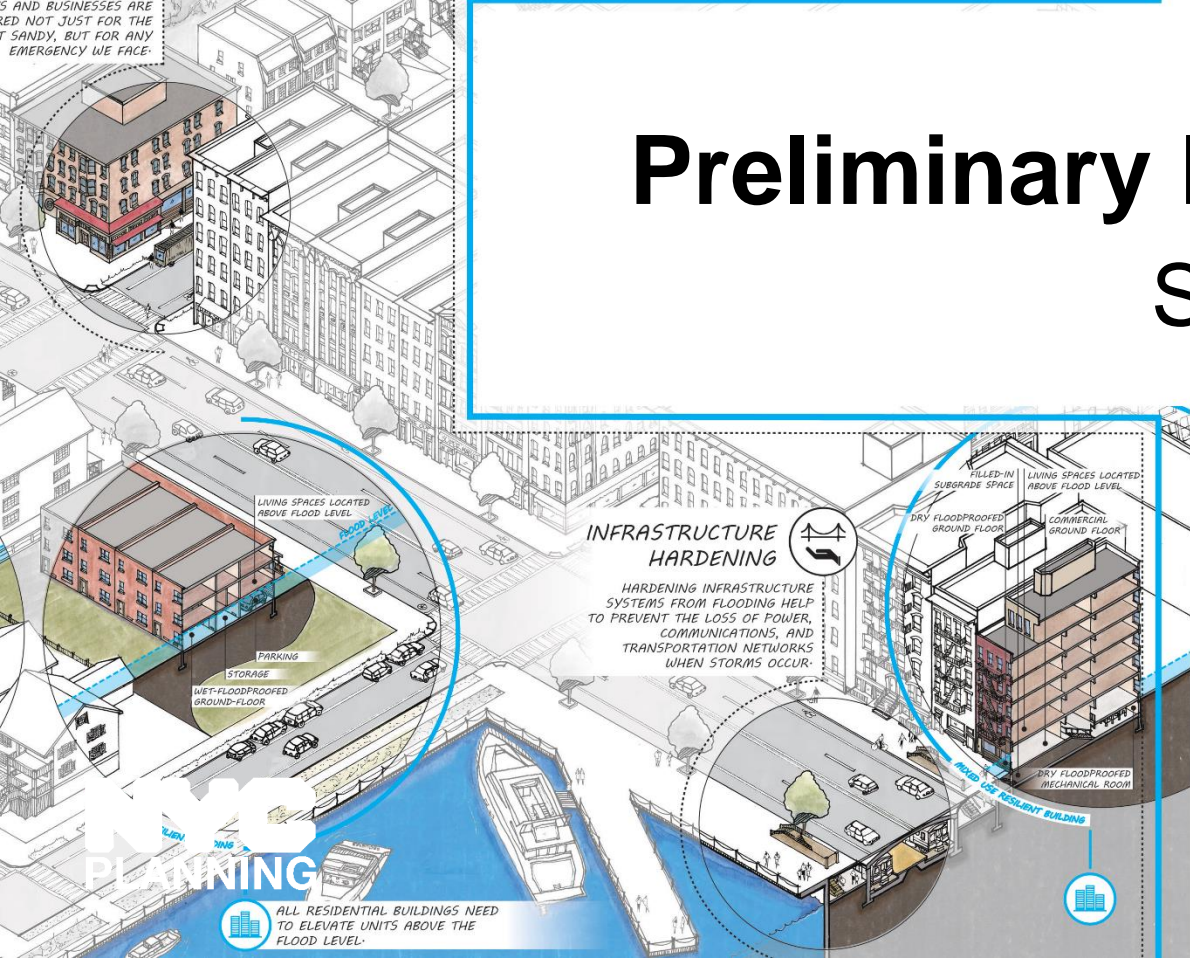 S AND BUSINESSES ARE
RED NOT JUST FOR THE
T SANDY, BUT FOR ANY
EMERGENCY WE FACE.
Preliminary
S
LIVING SPACES LOCATED
ABOVE FLOOD LEVEL
FLOOD LEVEL
PARKING
STORAGE
WET-FLOODPROOFED
GROUND-FLOOR
INFRASTRUCTURE
HARDENING
HARDENING INFRASTRUCTURE
SYSTEMS FROM FLOODING HELP
TO PREVENT THE LOSS OF POWER,
COMMUNICATIONS, AND
TRANSPORTATION NETWORKS
WHEN STORMS OCCUR.
FILLED-IN
SUBGRADE SPACE
LIVING SPACES LOCATED
ABOVE FLOOD LEVEL
DRY FLOODPROOFED
GROUND FLOOR
COMMERCIAL
GROUND FLOOR
DRY FLOODPROOFED
MECHANICAL ROOM
MIXED USE RESILIENT BUILDING
NYC
PLANNING
ALL RESIDENTIAL BUILDINGS NEED
TO ELEVATE UNITS ABOVE THE
FLOOD LEVEL.